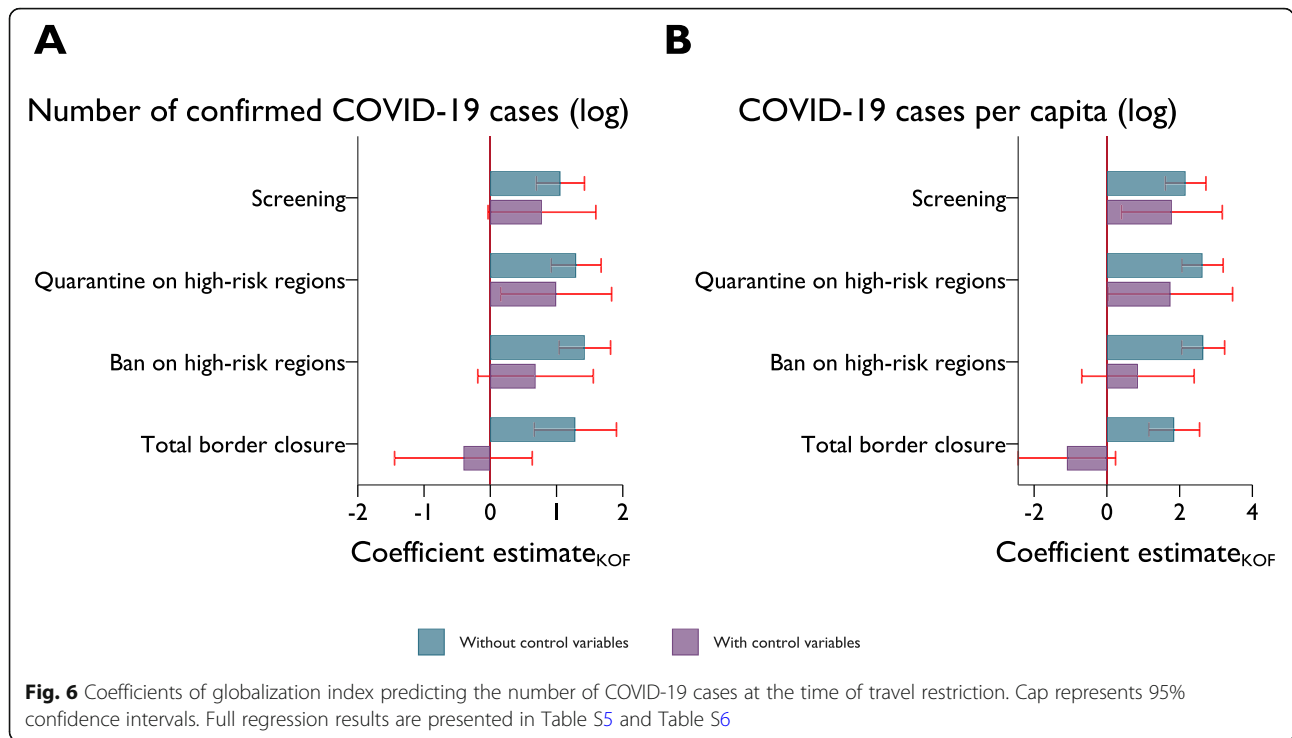 A
B
Number of confirmed COVID-19 cases (log)
Screening
Quarantine on high-risk regions
Ban on high-risk regions
Total border closure
-2 -1 0 1 2
Coefficient estimateKOF
COVID-19 cases per capita (log)
Screening
Quarantine on high-risk regions
Ban on high-risk regions
Total border closure
-2 0 2 4
Coefficient estimateKOF
Without control variables With control variables
Fig. 6 Coefficients of globalization index predicting the number of COVID-19 cases at the time of travel restriction. Cap represents 95%
confidence intervals. Full regression results are presented in Table S5 and Table S6